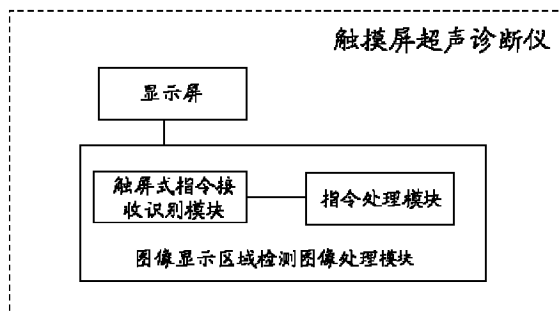 触摸屏超声诊断仪
显示屏
触屏式指令接
收识别模块
指令处理模块
图像显示区域检测图像处理模块